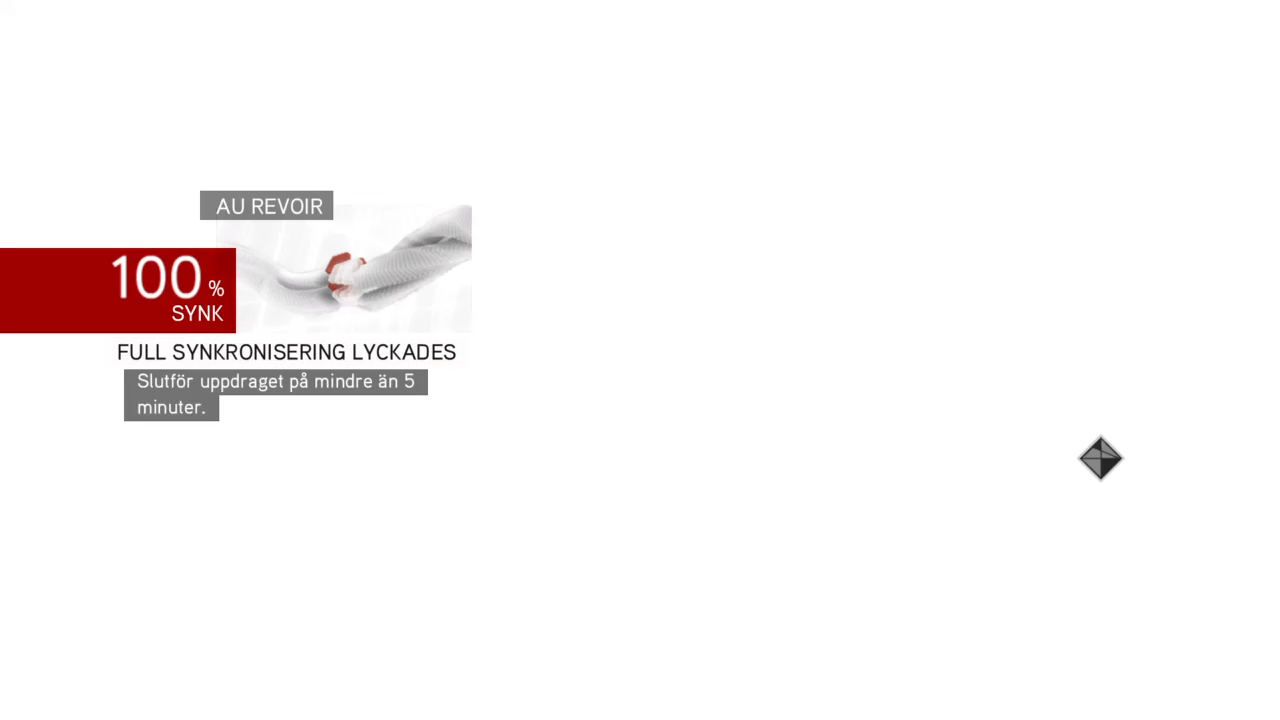 AU REVOIR
100 %
SYNK
FULL SYNKRONISERING LYCKADES
Slutför uppdraget på mindre än 5
minuter.